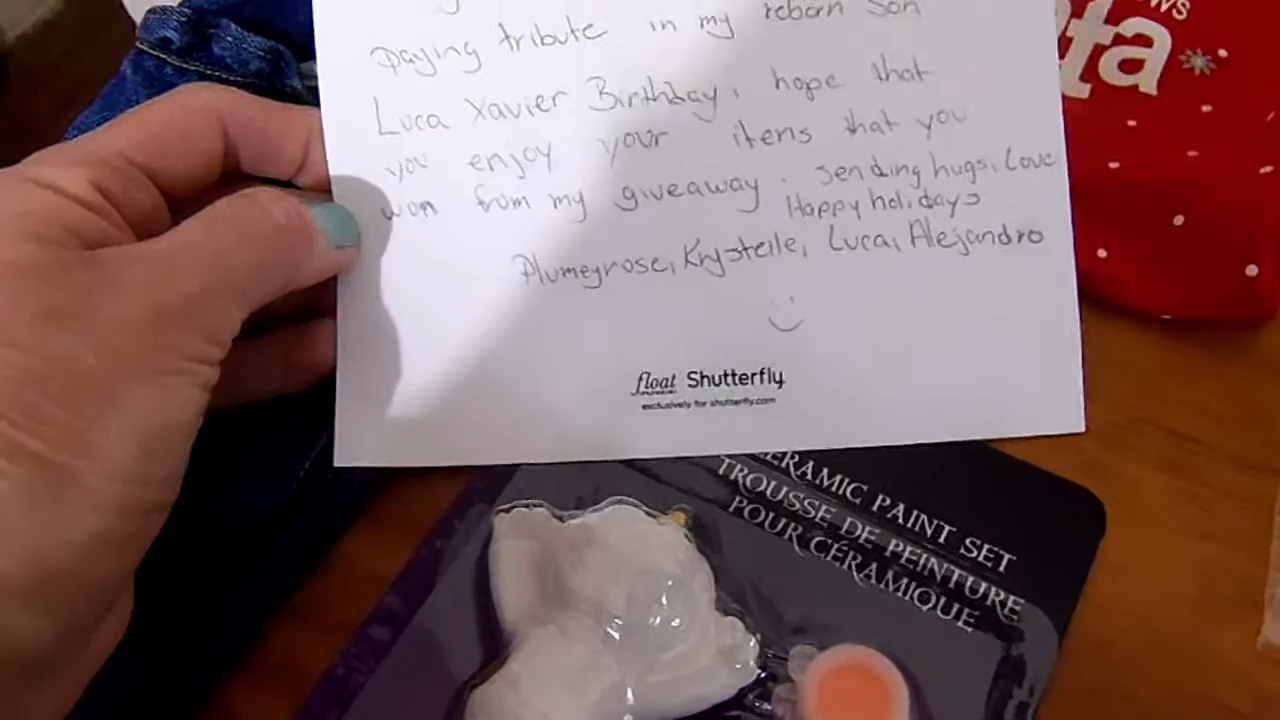 Paying tribute in my reborn son
Luca Xavier Birthday, hope that
you enjoy your itens that you
won from my giveaway. Sending hugs, Love
Happy holidays
Plumeyrose, Krystelle, Luca, Alejandro
float Shutterfly
exclusively for shutterfly.com
CERAMIC PAINT SET
TROUSSE DE PEINTURE
POUR CÉRAMIQUE